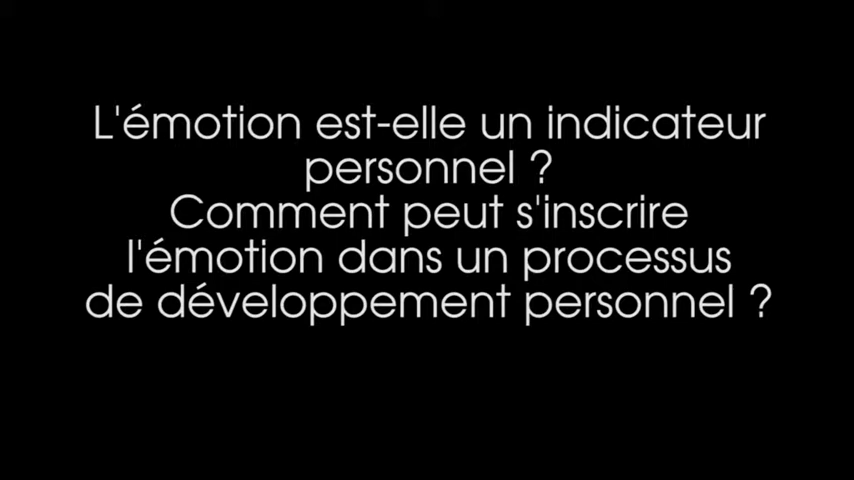 L'émotion est-elle un indicateur
personnel ?
Comment peut s'inscrire
l'émotion dans un processus
de développement personnel ?